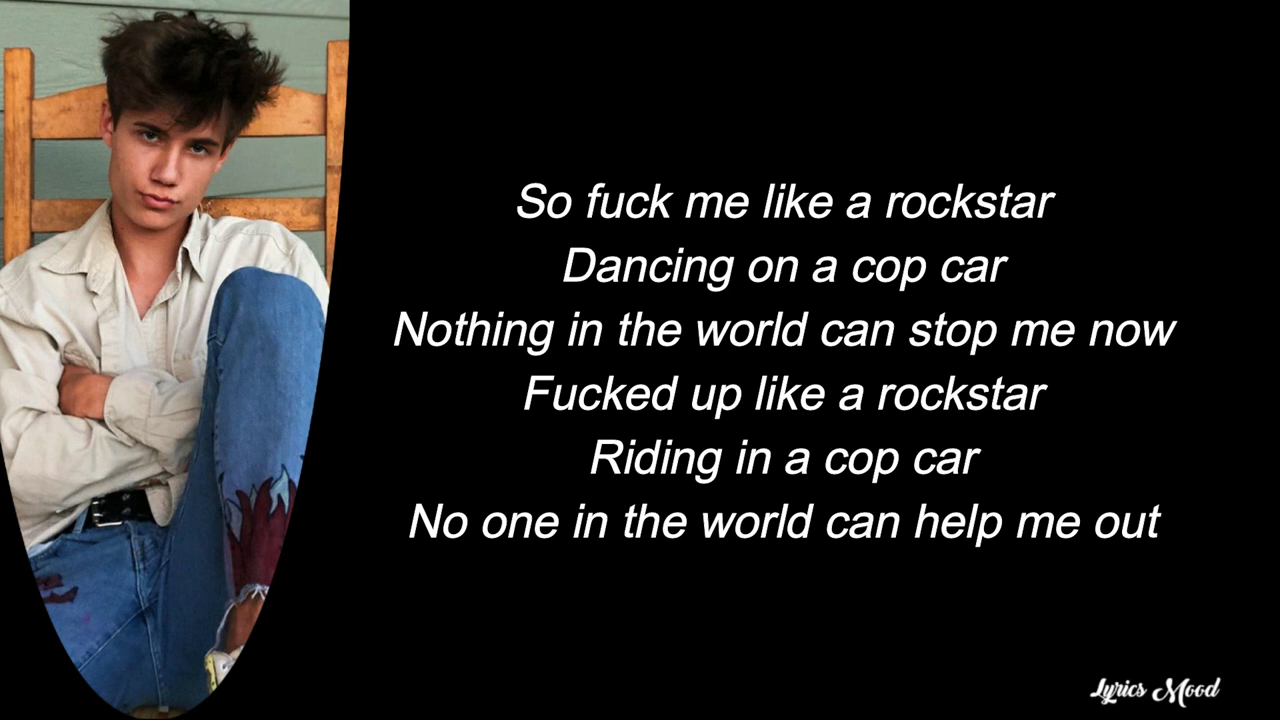 So fuck me like a rockstar
Dancing on a cop car
Nothing in the world can stop me now
Fucked up like a rockstar
Riding in a cop car
No one in the world can help me out
Lyrics Mood